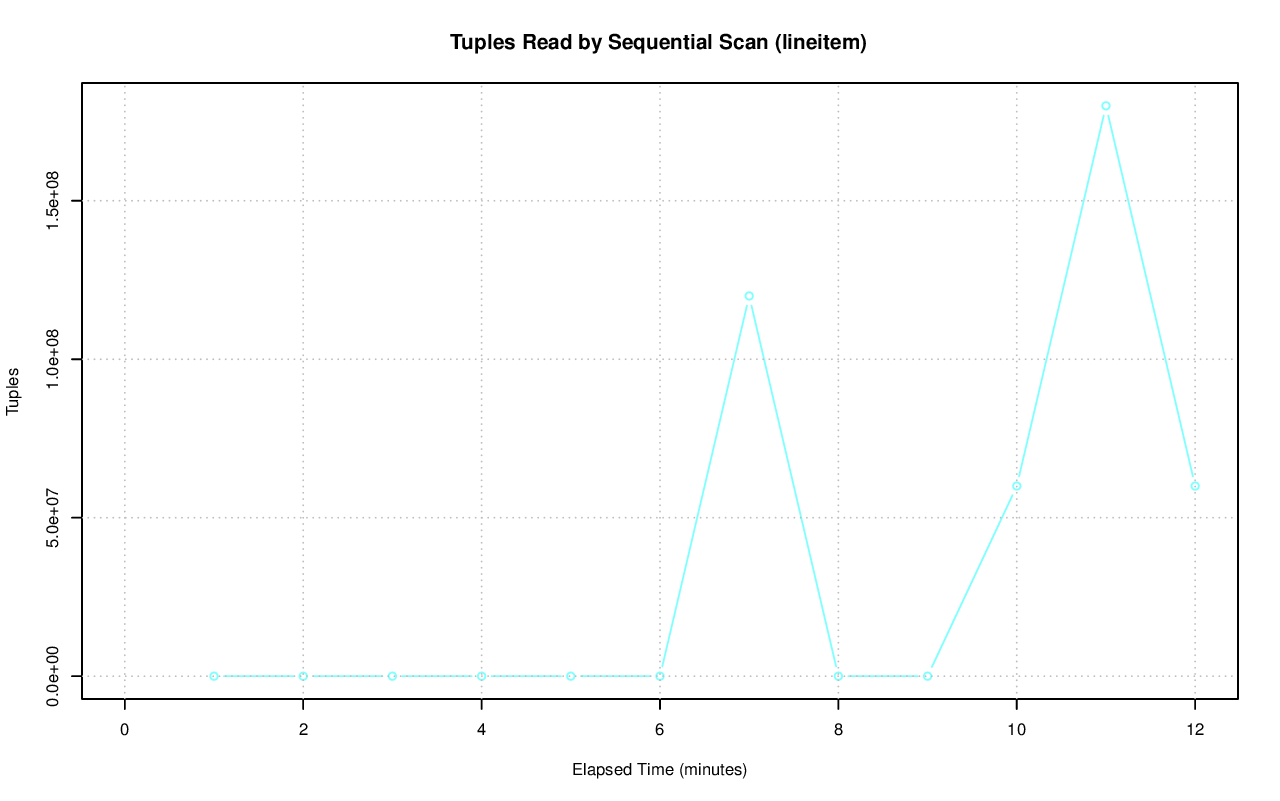 Tuples Read by Sequential Scan (lineitem)
Tuples
1.5e+08
1.0e+08
5.0e+07
0.0e+00
0 2 4 6 8 10 12
Elapsed Time (minutes)